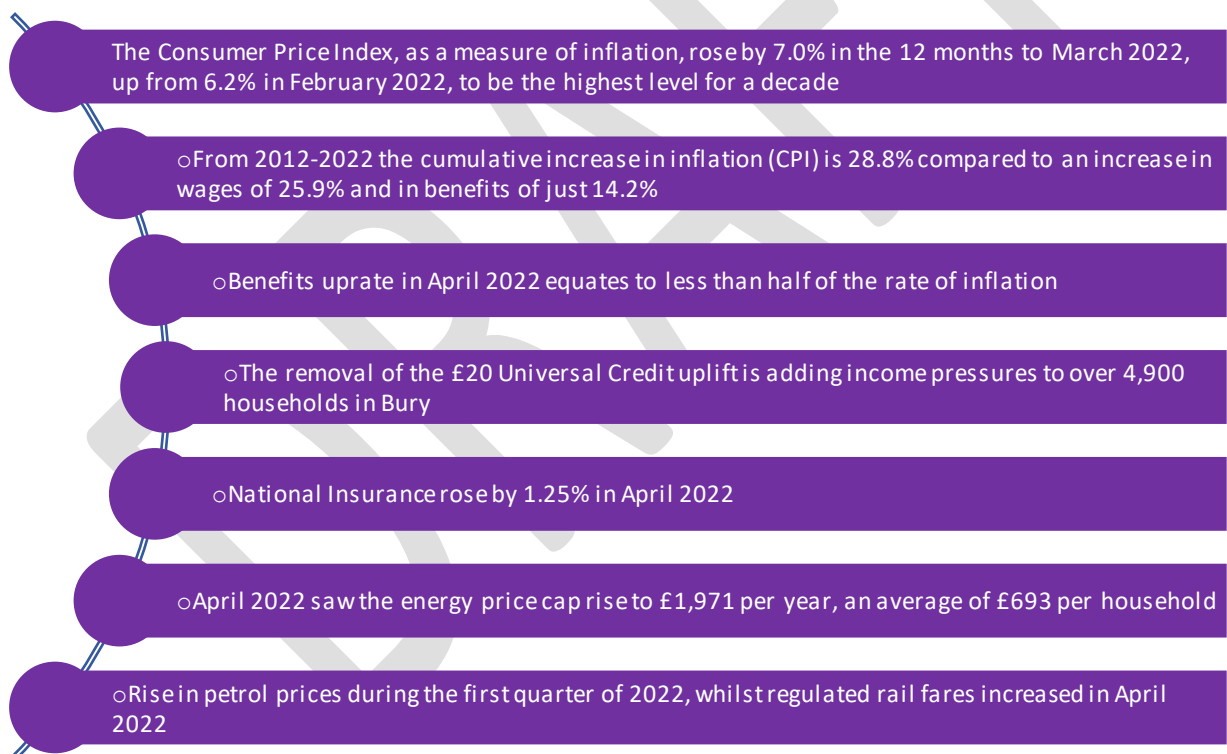 The Consumer Price Index, as a measure of inflation, rose by 7.0% in the 12 months to March 2022,
up from 6.2% in February 2022, to be the highest level for a decade
oFrom 2012-2022 the cumulative increase in inflation (CPI) is 28.8% compared to an increase in
wages of 25.9% and in benefits of just 14.2%
oBenefits uprate in April 2022 equates to less than half of the rate of inflation
oThe removal of the £20 Universal Credit uplift is adding income pressures to over 4,900
households in Bury
oNational Insurance rose by 1.25% in April 2022
oApril 2022 saw the energy price cap rise to £1,971 per year, an average of £693 per household
oRise in petrol prices during the first quarter of 2022, whilst regulated rail fares increased in April
2022